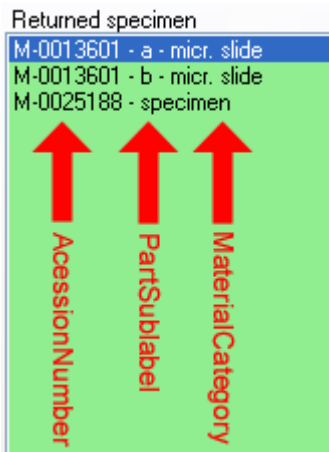 Returned specimen
M-0013601 - a - micr. slide
M-0013601 - b - micr. slide
M-0025188 - specimen
AcessionNumber
PartSublabel
MaterialCategory